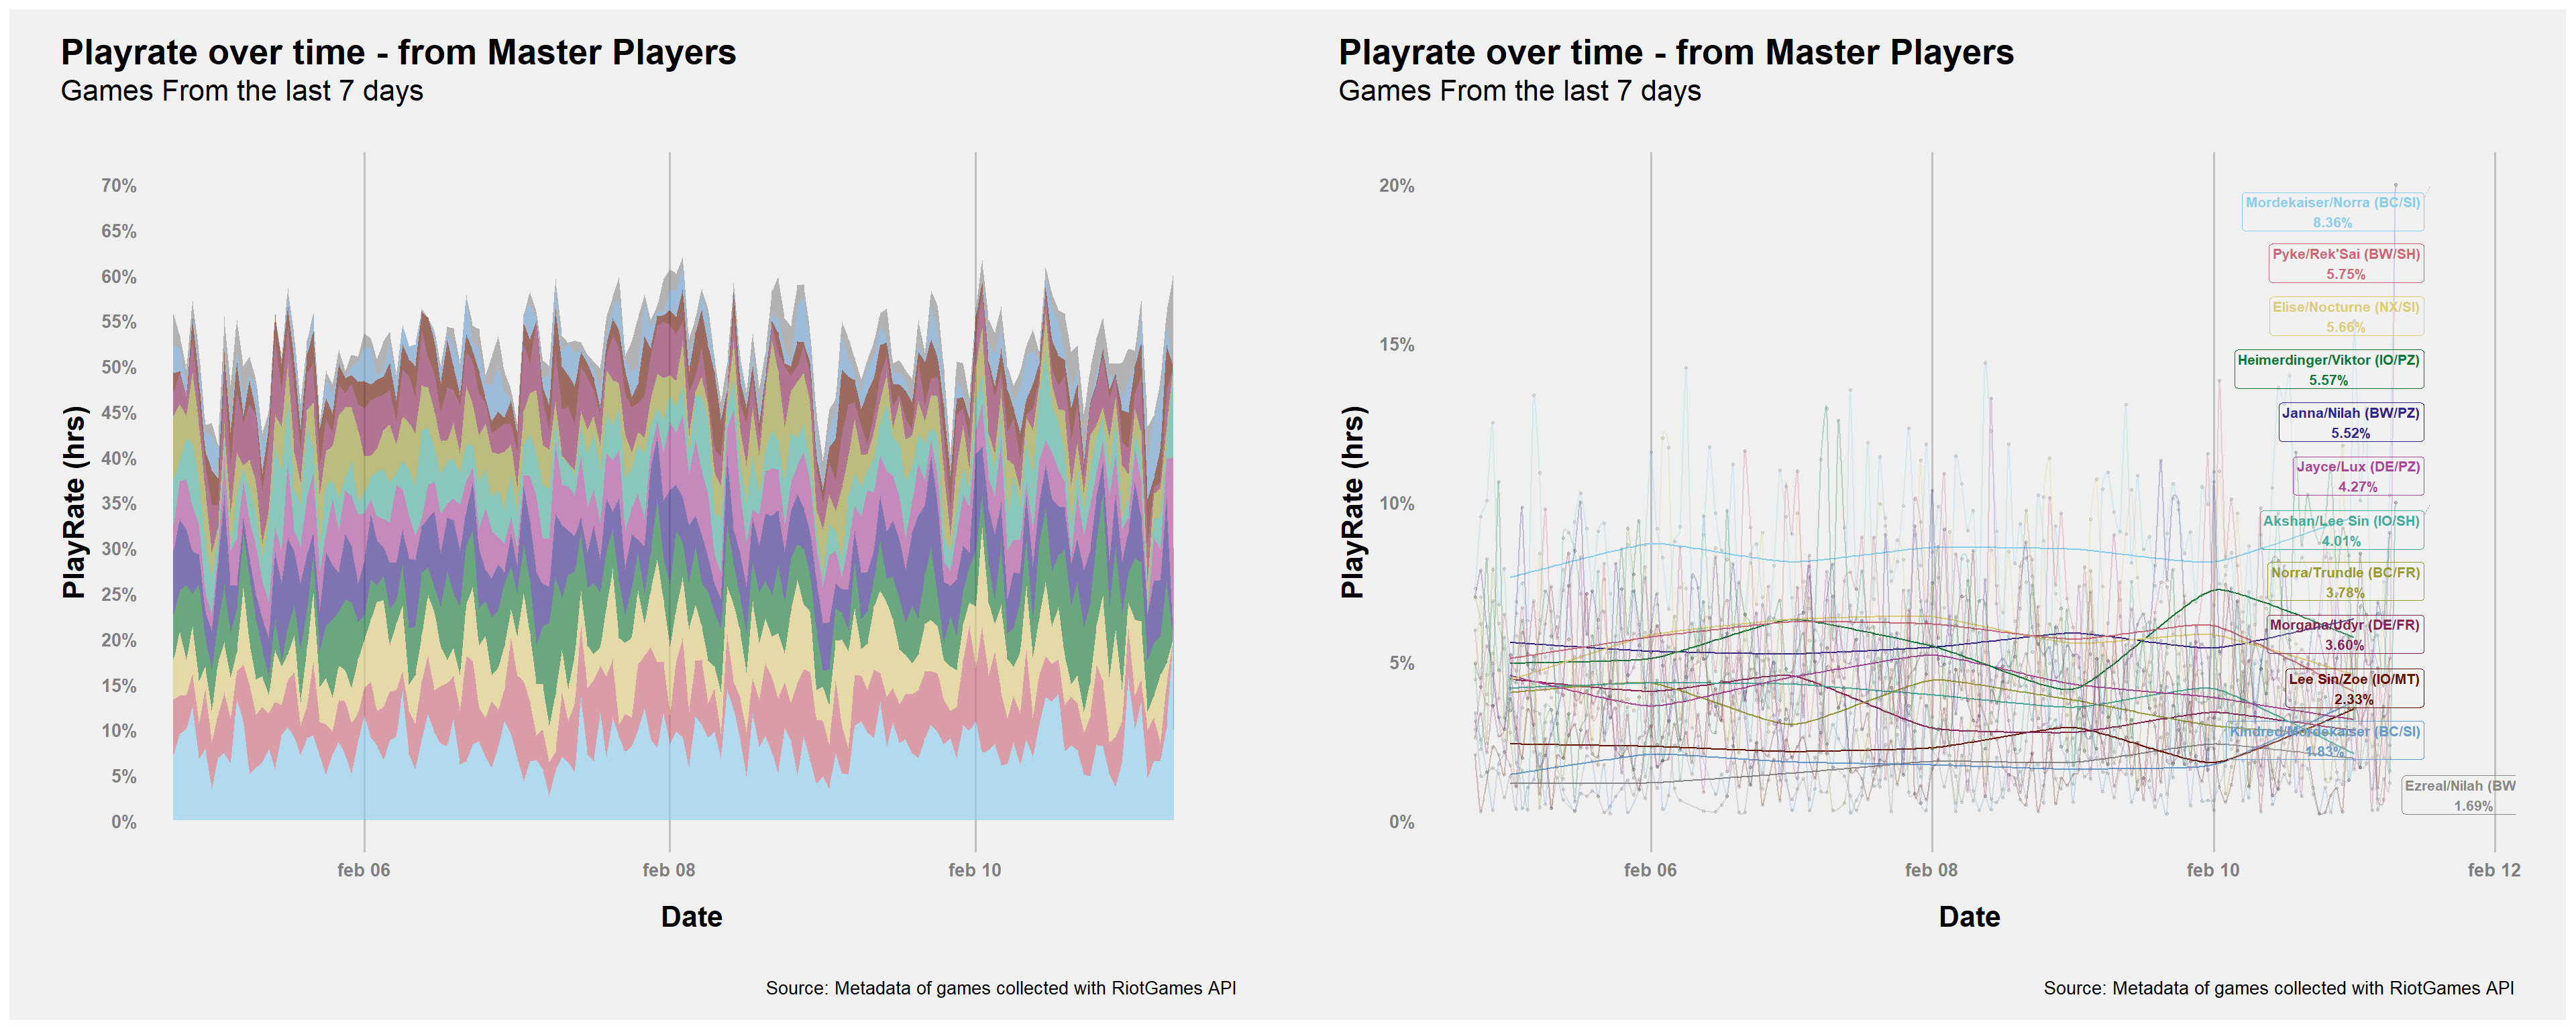 Playrate over time - from Master Players
Games From the last 7 days
PlayRate (hrs)
70%
65%
60%
55%
50%
45%
40%
35%
30%
25%
20%
15%
10%
5%
0%
feb 06
feb 08
feb 10
Date
Source: Metadata of games collected with RiotGames API
Playrate over time - from Master Players
Games From the last 7 days
PlayRate (hrs)
20%
15%
10%
5%
0%
Mordekaiser/Norra (BC/SI)
8.36%
Pyke/Rek'Sai (BW/SH)
5.75%
Elise/Nocturne (NX/SI)
5.66%
Heimerdinger/Viktor (IO/PZ)
5.57%
Janna/Nilah (BW/PZ)
5.52%
Jayce/Lux (DE/PZ)
4.27%
Akshan/Lee Sin (IO/SH)
4.01%
Norra/Trundle (BC/FR)
3.78%
Morgana/Udyr (DE/FR)
3.60%
Lee Sin/Zoe (IO/MT)
2.33%
Kindred/Mordekaiser (BC/SI)
1.83%
Ezreal/Nilah (BW
1.69%
feb 06
feb 08
feb 10
feb 12
Date
Source: Metadata of games collected with RiotGames API